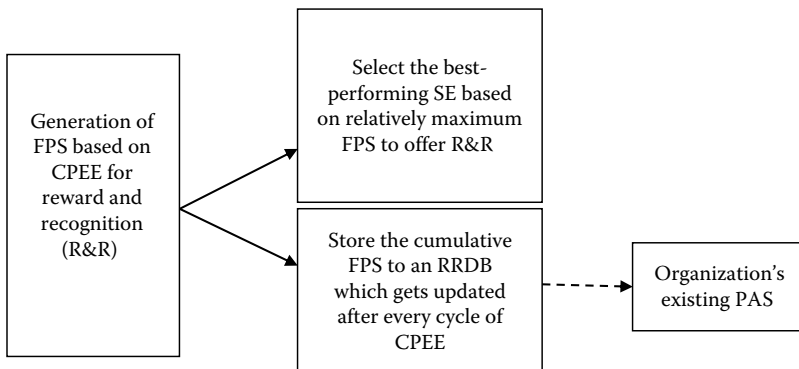 Generation of
FPS based on
CPEE for
reward and
recognition
(R&R)
Select the best-
performing SE based
on relatively maximum
FPS to offer R&R
Store the cumulative
FPS to an RRDB
which gets updated
after every cycle of
CPEE
Organization's
existing PAS